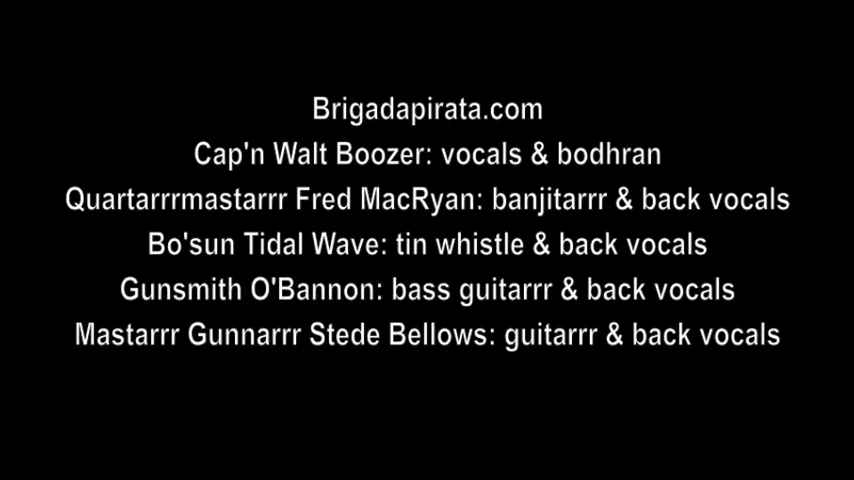 Brigadapirata.com
Cap'n Walt Boozer: vocals & bodhran
Quartarrrmastarrr Fred MacRyan: banjitarrr & back vocals
Bo'sun Tidal Wave: tin whistle & back vocals
Gunsmith O'Bannon: bass guitarrr & back vocals
Mastarrr Gunnarrr Stede Bellows: guitarrr & back vocals